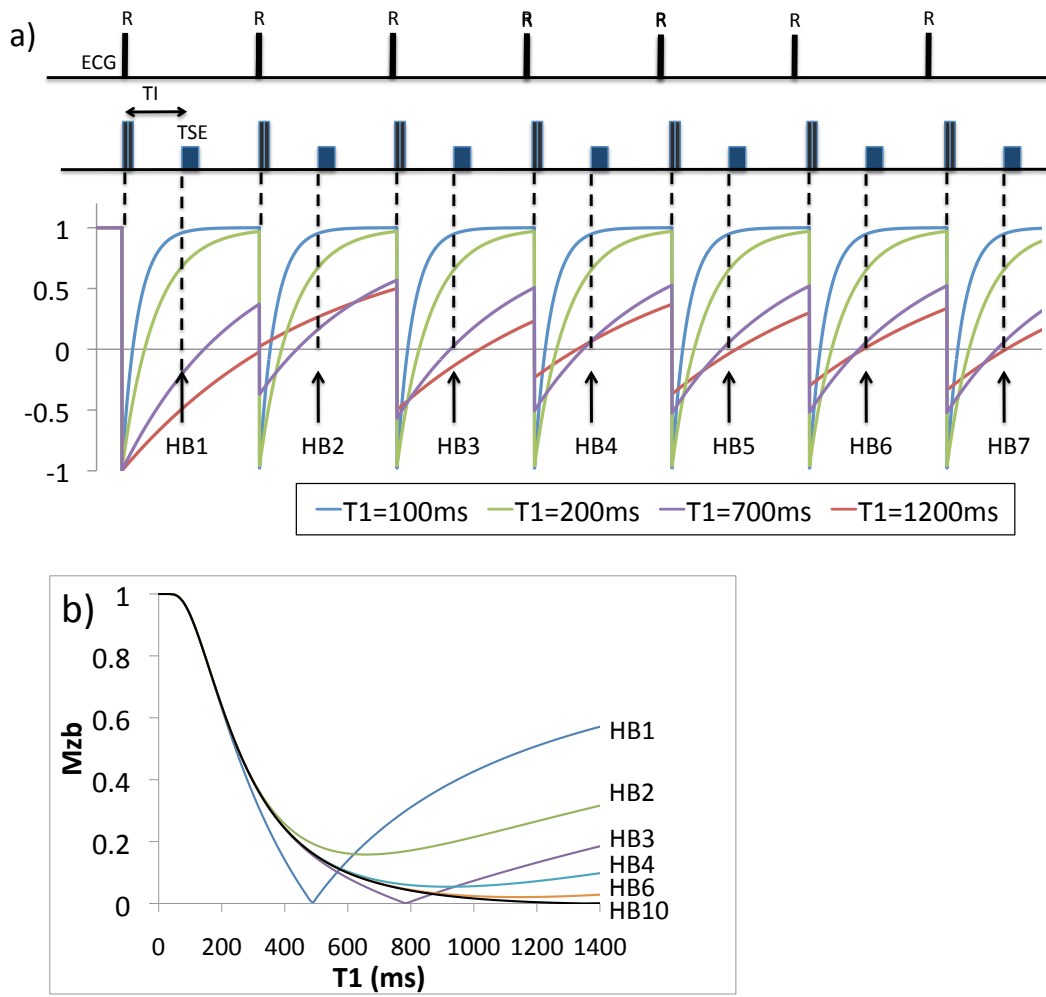 a)
R R R R R R R
ECG
TI
TSE
1
0.5
0
-0.5
-1
HB1 HB2 HB3 HB4 HB5 HB6 HB7
T1=100ms T1=200ms T1=700ms T1=1200ms
b)
Mzb
1
0.8
0.6
0.4
0.2
0
HB1
HB2
HB3
HB4
HB6
HB10
0 200 400 600 800 1000 1200 1400
T1 (ms)